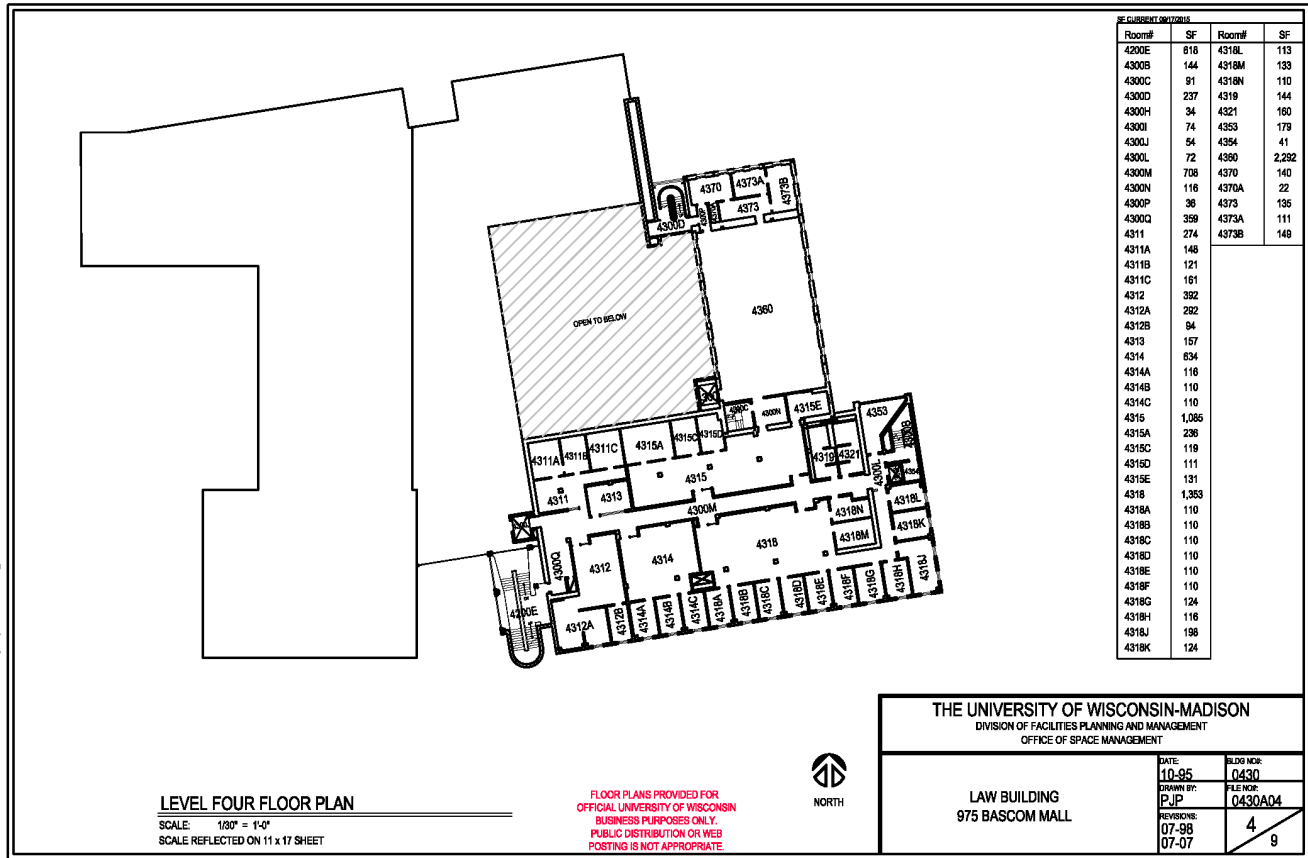 SF CURRENT 09/17/2015
Room# SF Room# SF
4200E 618 4318L 113
4300B 144 4318M 133
4300C 91 4318N 110
4300D 237 4319 144
4300H 34 4321 160
4300I 74 4353 179
4300J 54 4354 41
4300L 72 4360 2,292
4300M 708 4370 140
4300N 116 4370A 22
4300P 36 4373 135
4300Q 359 4373A 111
4311 274 4373B 149
4311A 148
4311B 121
4311C 161
4312 392
4312A 292
4312B 94
4313 157
4314 634
4314A 116
4314B 110
4314C 110
4315 1,085
4315A 236
4315C 119
4315D 111
4315E 131
4318 1,353
4318A 110
4318B 110
4318C 110
4318D 110
4318E 110
4318F 110
4318G 124
4318H 116
4318J 198
4318K 124
4370
4373A
4373B
4373
4300P
4300D
OPEN TO BELOW
4360
4300C
4300N
4315E
4353
4300B
4311A
4311B
4311C
4315A
4315C
4315D
4319
4321
4300L
4354
4311
4313
4315
4318L
4300M
4318N
4318K
4318M
4300Q
4312
4314
4318
4318J
4200E
4312A
4312B
4314A
4314B
4314C
4318A
4318B
4318C
4318D
4318E
4318F
4318G
4318H
LEVEL FOUR FLOOR PLAN
SCALE: 1/30" = 1'-0"
SCALE REFLECTED ON 11 x 17 SHEET
FLOOR PLANS PROVIDED FOR
OFFICIAL UNIVERSITY OF WISCONSIN
BUSINESS PURPOSES ONLY.
PUBLIC DISTRIBUTION OR WEB
POSTING IS NOT APPROPRIATE.
NORTH
THE UNIVERSITY OF WISCONSIN-MADISON
DIVISION OF FACILITIES PLANNING AND MANAGEMENT
OFFICE OF SPACE MANAGEMENT
LAW BUILDING
975 BASCOM MALL
DATE:
10-95
BLDG NO#:
0430
DRAWN BY:
PJP
FILE NO#:
0430A04
REVISIONS:
07-98
07-07
4
9